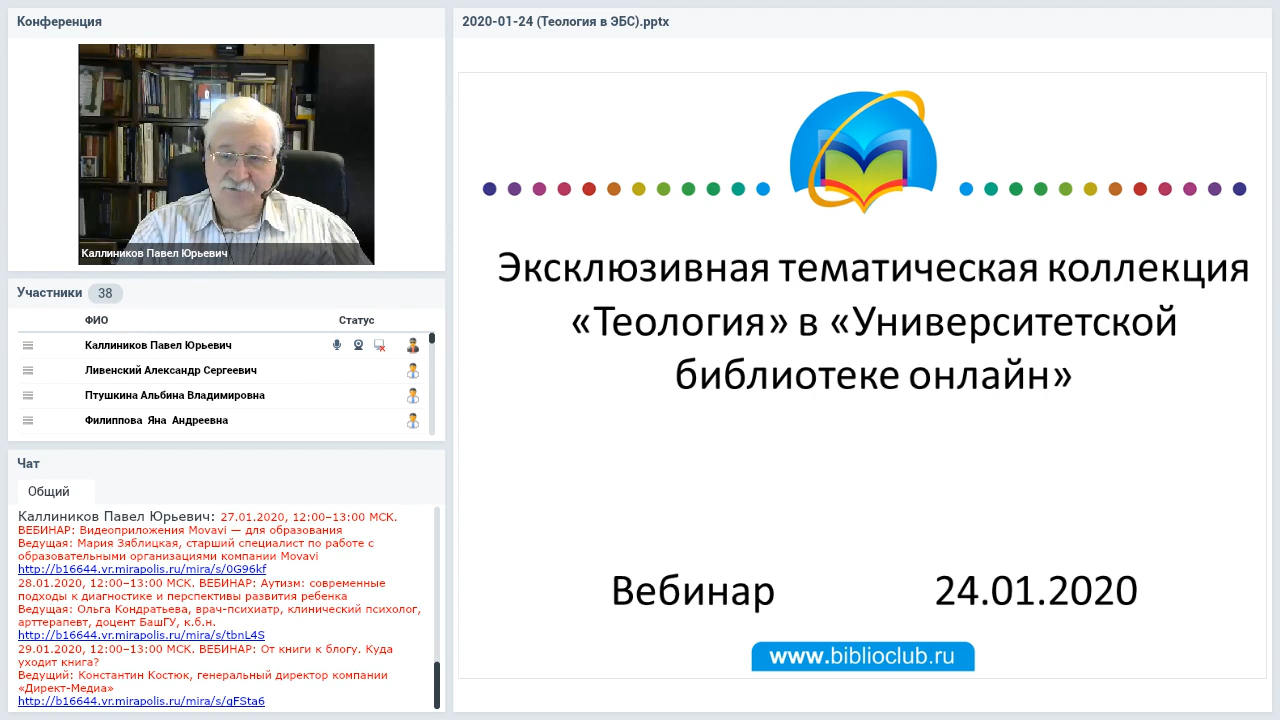 Конференция
Каллиников Павел Юрьевич
Участники 38
ФИО Статус
Каллиников Павел Юрьевич
Ливенский Александр Сергеевич
Птушкина Альбина Владимировна
Филиппова Яна Андреевна
Чат
Общий
Каллиников Павел Юрьевич: 27.01.2020, 12:00–13:00 МСК.
ВЕБИНАР: Видеоприложения Movavi — для образования
Ведущая: Мария Зяблицкая, старший специалист по работе с
образовательными организациями компании Movavi
http://b16644.vr.mirapolis.ru/mira/s/0G96kf
28.01.2020, 12:00–13:00 МСК. ВЕБИНАР: Аутизм: современные
подходы к диагностике и перспективы развития ребенка
Ведущая: Ольга Кондратьева, врач-психиатр, клинический психолог,
арттерапевт, доцент БашГУ, к.б.н.
http://b16644.vr.mirapolis.ru/mira/s/tbnL4S
29.01.2020, 12:00–13:00 МСК. ВЕБИНАР: От книги к блогу. Куда
уходит книга?
Ведущий: Константин Костюк, генеральный директор компании
«Директ-Медиа»
http://b16644.vr.mirapolis.ru/mira/s/gFSta6
2020-01-24 (Теология в ЭБС).pptx
Эксклюзивная тематическая коллекция
«Теология» в «Университетской
библиотеке онлайн»
Вебинар 24.01.2020
www.biblioclub.ru